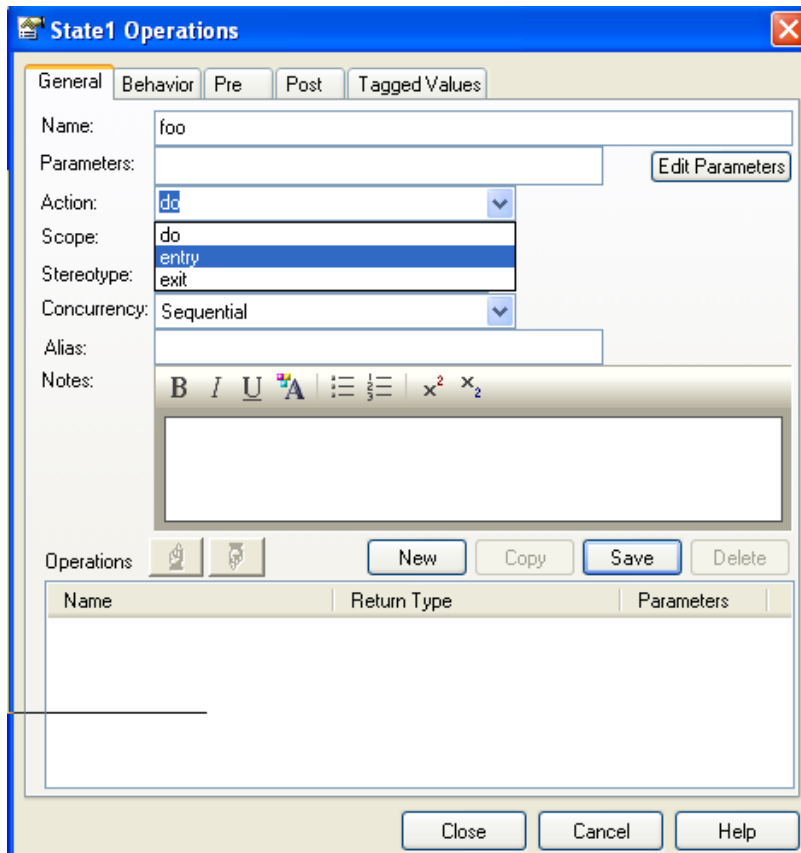 State1 Operations
General Behavior Pre Post Tagged Values
Name: foo
Parameters: Edit Parameters
Action: do
Scope: do
entry
Stereotype: exit
Concurrency: Sequential
Alias:
Notes: B I U A x² x₂
Operations New Copy Save Delete
Name Return Type Parameters
Close Cancel Help